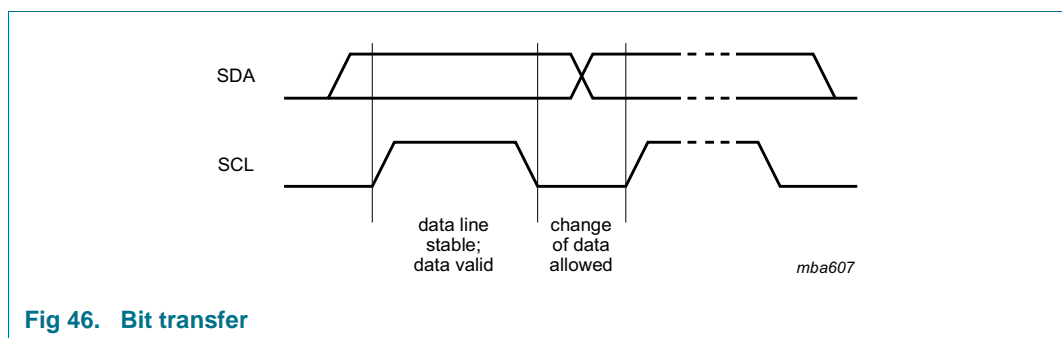 SDA
SCL
data line
stable;
data valid
change
of data
allowed
mba607
Fig 46. Bit transfer